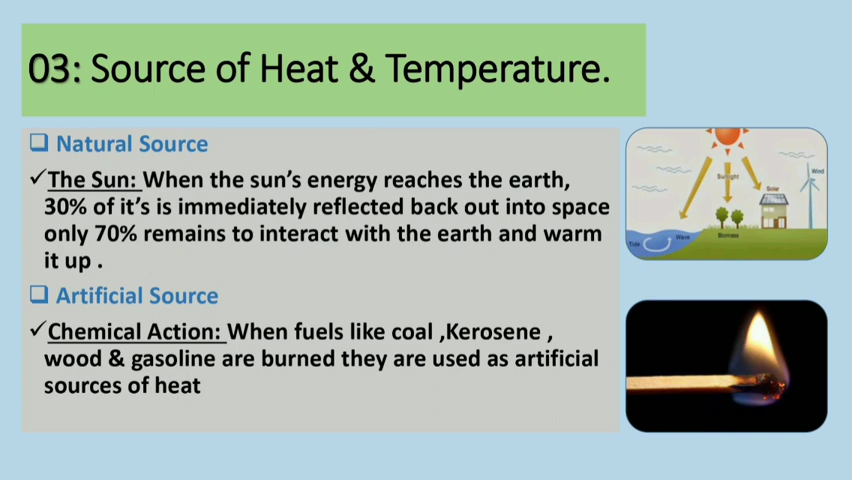 03: Source of Heat & Temperature.
❑ Natural Source
✓The Sun: When the sun's energy reaches the earth,
30% of it's is immediately reflected back out into space
only 70% remains to interact with the earth and warm
it up .
❑ Artificial Source
✓Chemical Action: When fuels like coal ,Kerosene ,
wood & gasoline are burned they are used as artificial
sources of heat
Sunlight
Wind
Solar
Tide
Wave
Biomass